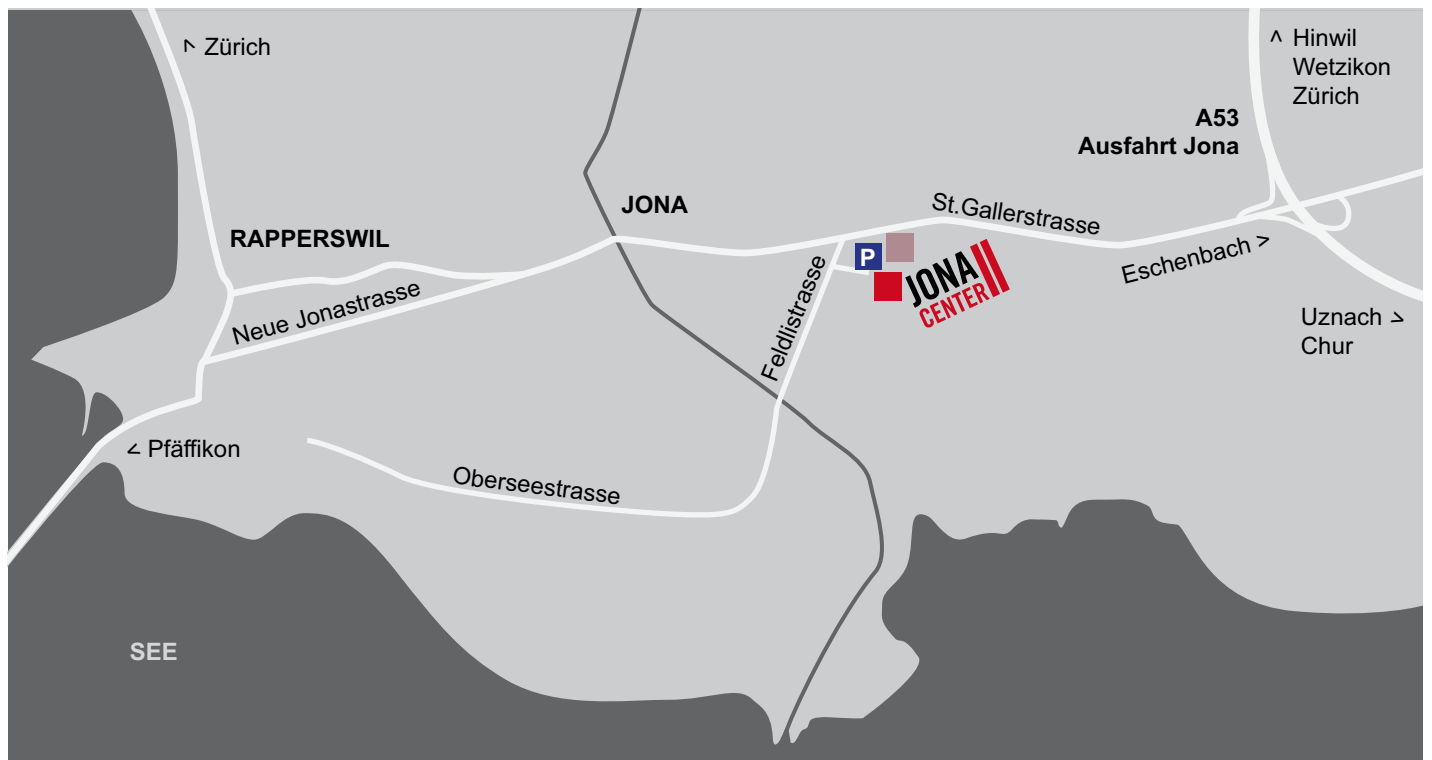 < Zürich
^ Hinwil
Wetzikon
Zürich
A53
Ausfahrt Jona
JONA
St.Gallerstrasse
RAPPERSWIL
Eschenbach >
P
JONA
CENTER
Neue Jonastrasse
Feldlistrasse
Uznach >
Chur
< Pfäffikon
Oberseestrasse
SEE